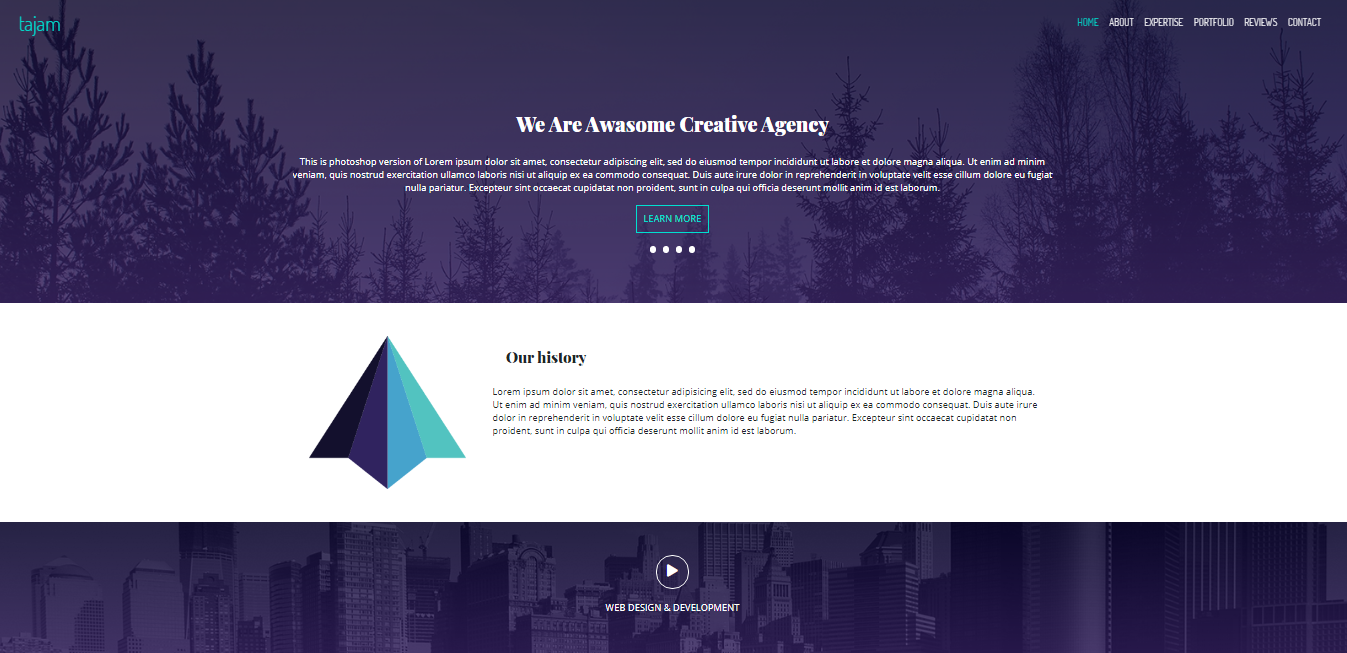 tajam
HOME ABOUT EXPERTISE PORTFOLIO REVIEWS CONTACT
We Are Awasome Creative Agency
This is photoshop version of Lorem ipsum dolor sit amet, consectetur adipiscing elit, sed do eiusmod tempor incididunt ut labore et dolore magna aliqua. Ut enim ad minim
veniam, quis nostrud exercitation ullamco laboris nisi ut aliquip ex ea commodo consequat. Duis aute irure dolor in reprehenderit in voluptate velit esse cillum dolore eu fugiat
nulla pariatur. Excepteur sint occaecat cupidatat non proident, sunt in culpa qui officia deserunt mollit anim id est laborum.
LEARN MORE
Our history
Lorem ipsum dolor sit amet, consectetur adipisicing elit, sed do eiusmod tempor incididunt ut labore et dolore magna aliqua.
Ut enim ad minim veniam, quis nostrud exercitation ullamco laboris nisi ut aliquip ex ea commodo consequat. Duis aute irure
dolor in reprehenderit in voluptate velit esse cillum dolore eu fugiat nulla pariatur. Excepteur sint occaecat cupidatat non
proident, sunt in culpa qui officia deserunt mollit anim id est laborum.
WEB DESIGN & DEVELOPMENT